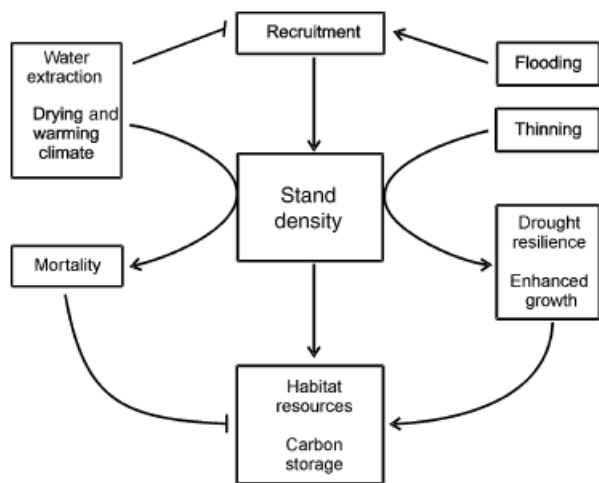 Recruitment
Water
extraction
Drying and
warming
climate
Flooding
Thinning
Stand
density
Mortality
Drought
resilience
Enhanced
growth
Habitat
resources
Carbon
storage